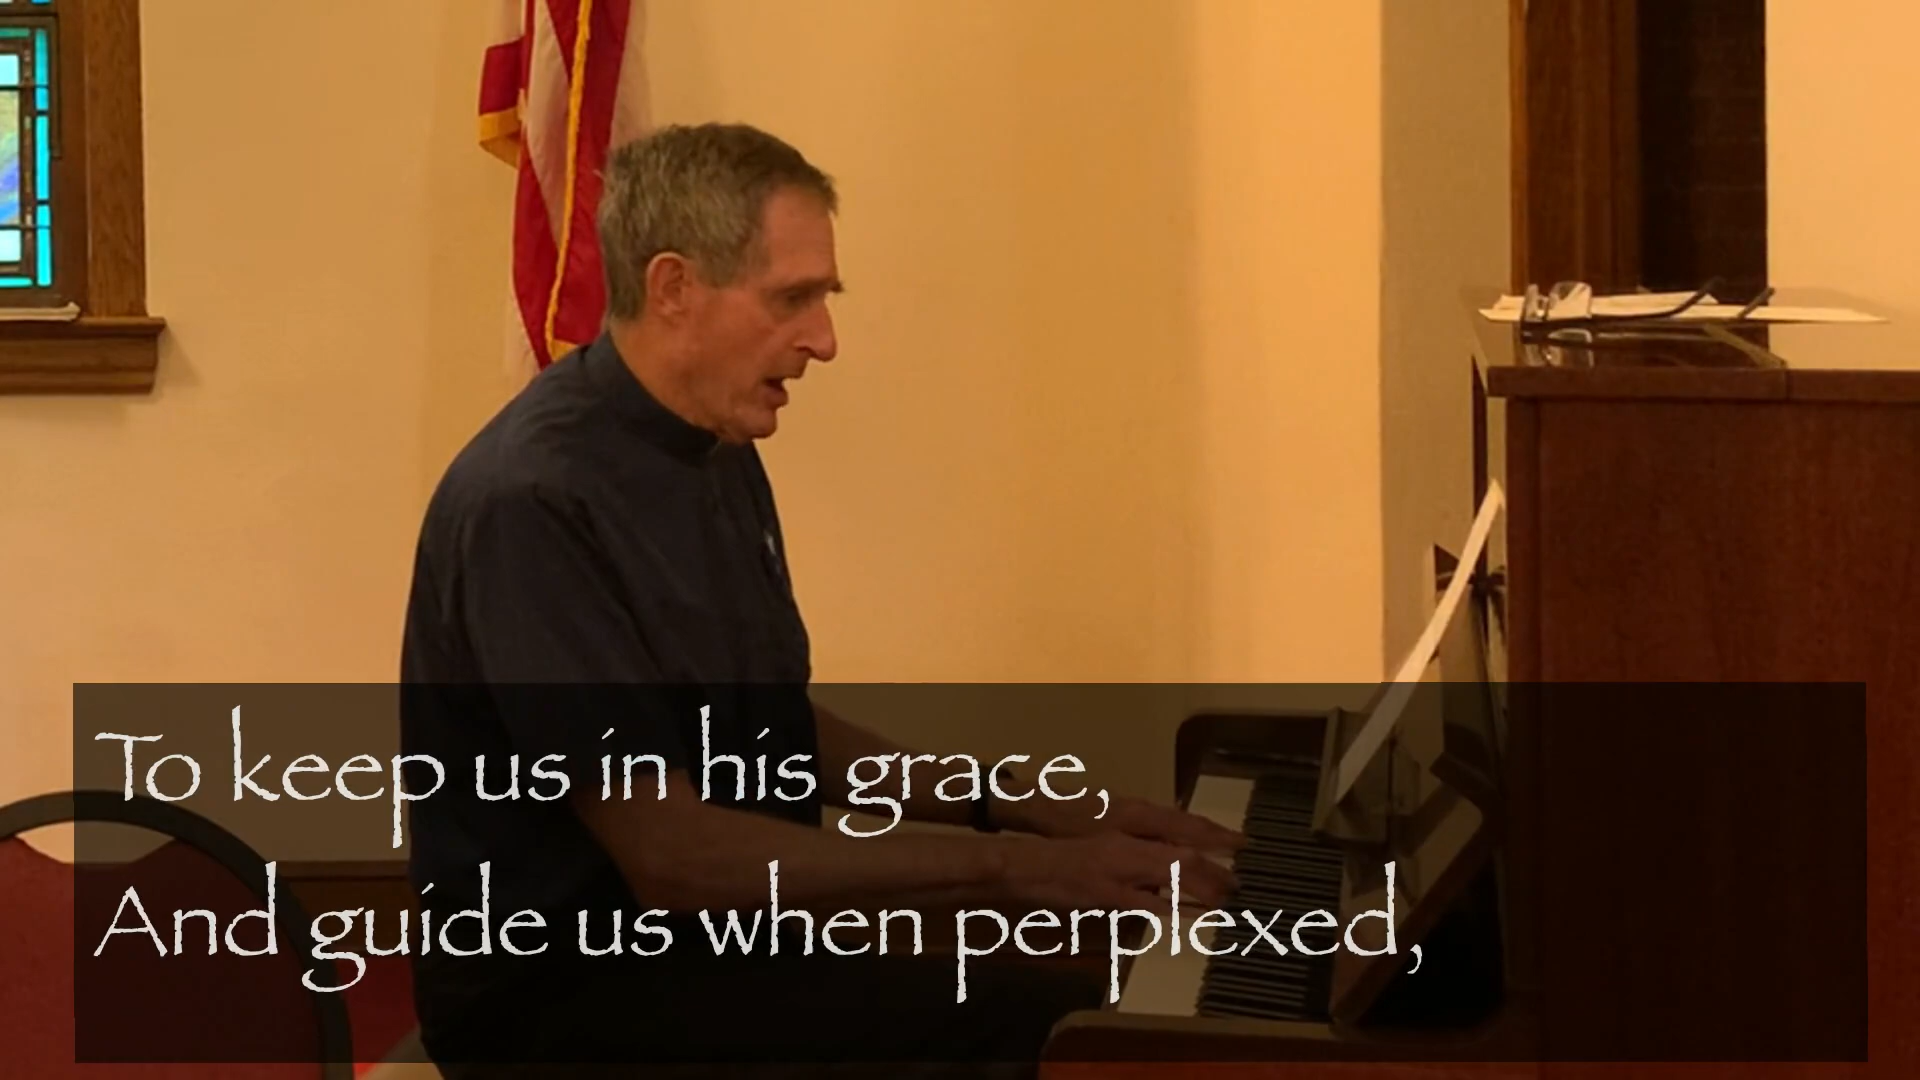 To keep us in his grace,
And guide us when perplexed,